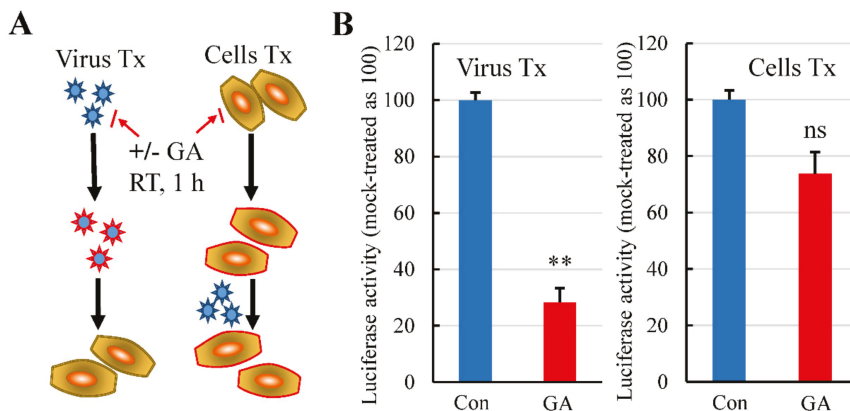 A
Virus Tx
Cells Tx
+/- GA
RT, 1 h
B
Luciferase activity (mock-treated as 100)
120
100
80
60
40
20
0
Virus Tx
**
Con
GA
Luciferase activity (mock-treated as 100)
120
100
80
60
40
20
0
Cells Tx
ns
Con
GA